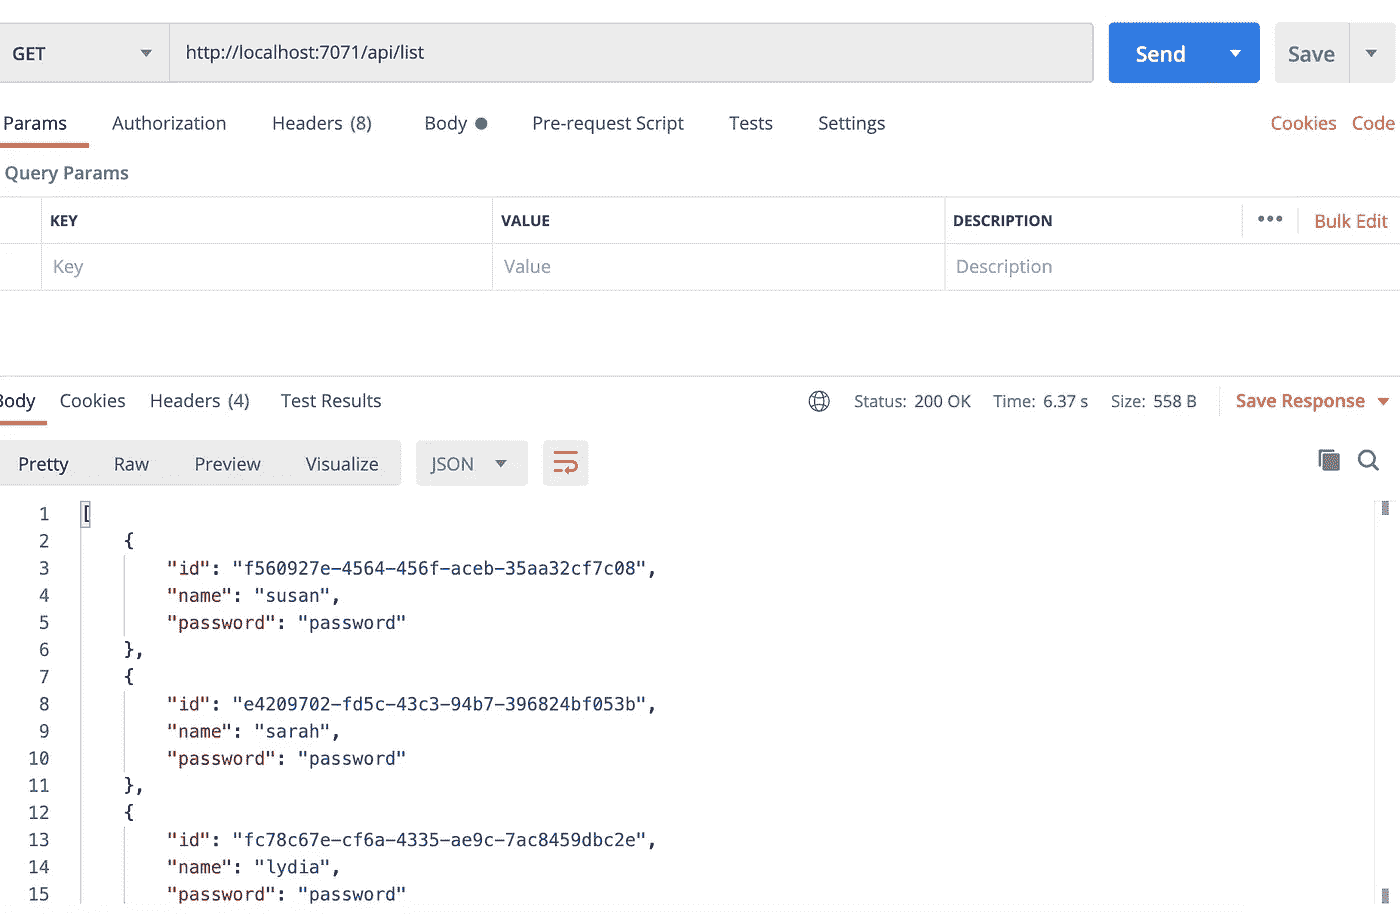 GET http://localhost:7071/api/list Send Save
Params Authorization Headers (8) Body Pre-request Script Tests Settings Cookies Code
Query Params
KEY VALUE DESCRIPTION ••• Bulk Edit
Key Value Description
Body Cookies Headers (4) Test Results Status: 200 OK Time: 6.37 s Size: 558 B Save Response
Pretty Raw Preview Visualize JSON
1 [
2 {
3 "id": "f560927e-4564-456f-aceb-35aa32cf7c08",
4 "name": "susan",
5 "password": "password"
6 },
7 {
8 "id": "e4209702-fd5c-43c3-94b7-396824bf053b",
9 "name": "sarah",
10 "password": "password"
11 },
12 {
13 "id": "fc78c67e-cf6a-4335-ae9c-7ac8459dbc2e",
14 "name": "lydia",
15 "password": "password"